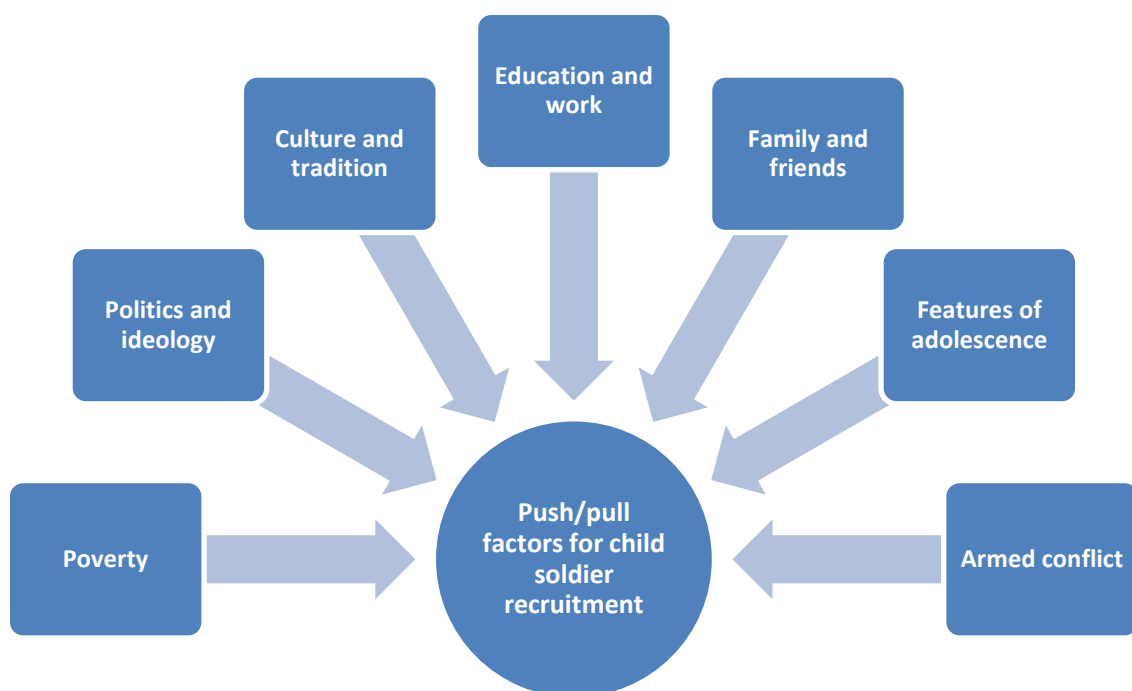 Education and
work
Culture and
tradition
Family and
friends
Politics and
ideology
Features of
adolescence
Poverty
Push/pull
factors for child
soldier
recruitment
Armed conflict